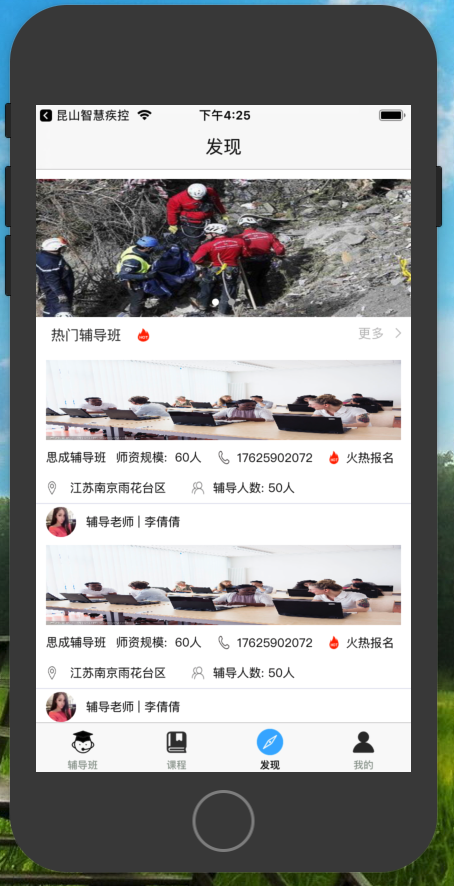 昆山智慧疾控 下午4:25
发现
热门辅导班 HOT 更多
思成辅导班 师资规模: 60人 17625902072 火热报名
江苏南京雨花台区 辅导人数: 50人
辅导老师 | 李倩倩
思成辅导班 师资规模: 60人 17625902072 火热报名
江苏南京雨花台区 辅导人数: 50人
辅导老师 | 李倩倩
辅导班 课程 发现 我的